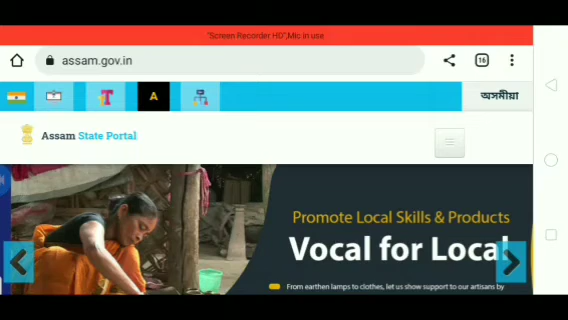 "Screen Recorder HD",Mic in use
assam.gov.in
16
T
A
অসমীয়া
Assam State Portal
Promote Local Skills & Products
Vocal for Local
From earthen lamps to clothes, let us show support to our artisans by